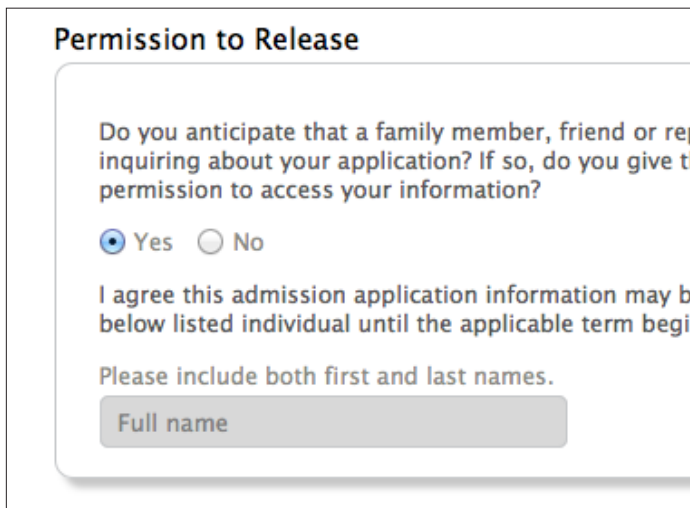 Permission to Release
Do you anticipate that a family member, friend or
inquiring about your application? If so, do you give
permission to access your information?
Yes No
I agree this admission application information may
below listed individual until the applicable term
Please include both first and last names.
Full name